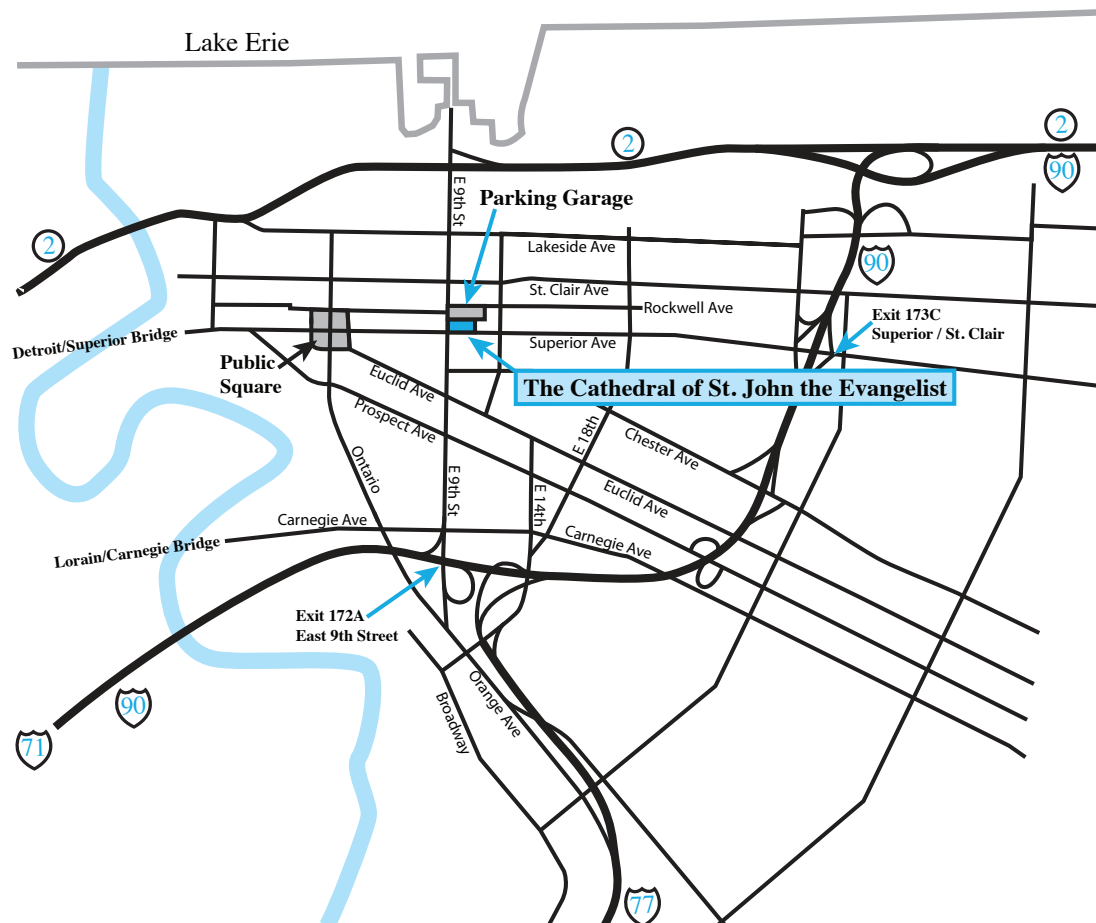 Lake Erie
2
2
2
90
E 9th St
Parking Garage
Lakeside Ave
90
St. Clair Ave
Rockwell Ave
Exit 173C
Superior / St. Clair
Detroit/Superior Bridge
Superior Ave
Public
Square
Euclid Ave
The Cathedral of St. John the Evangelist
Prospect Ave
E 18th
Chester Ave
Ontario
E 9th St
E 14th
Euclid Ave
Carnegie Ave
Carnegie Ave
Lorain/Carnegie Bridge
Exit 172A
East 9th Street
Orange Ave
Broadway
90
71
77